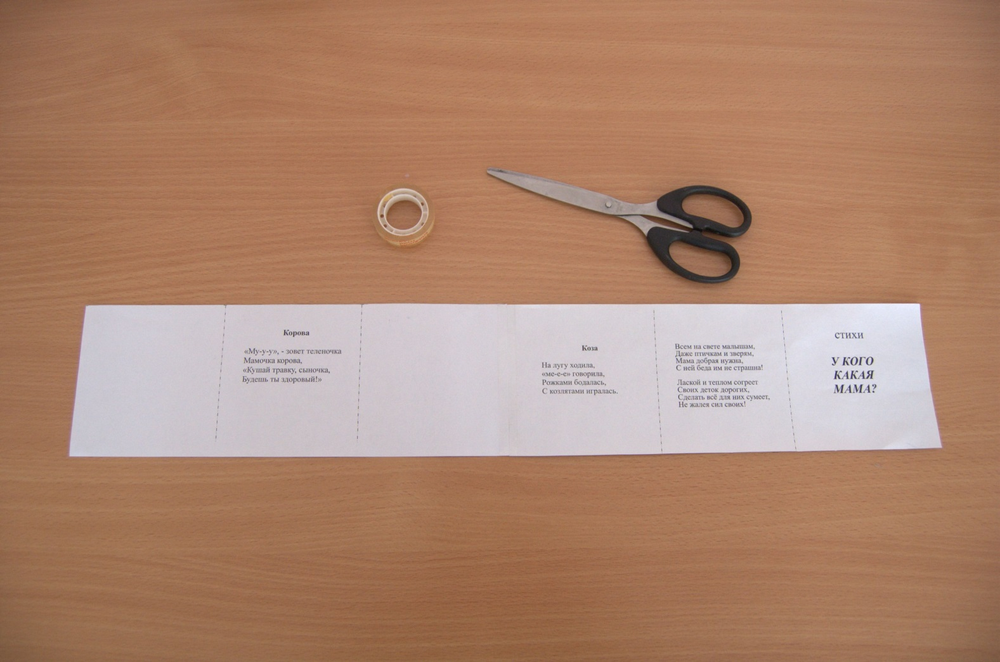 Корова
«Му-у-у», - зовет теленочка
Мамочка корова,
«Кушай травку, сыночка,
Будешь ты здоровый!»
Коза
На лугу ходила,
«ме-е-е» говорила,
Рожками бодалась,
С козлятами игралась.
Всем на свете малышам,
Даже птичкам и зверям,
Мама добрая нужна,
С ней беда им не страшна!
Лаской и теплом согреет
Своих деток дорогих,
Сделать всё для них сумеет,
Не жалея сил своих!
СТИХИ
У КОГО
КАКАЯ
МАМА?